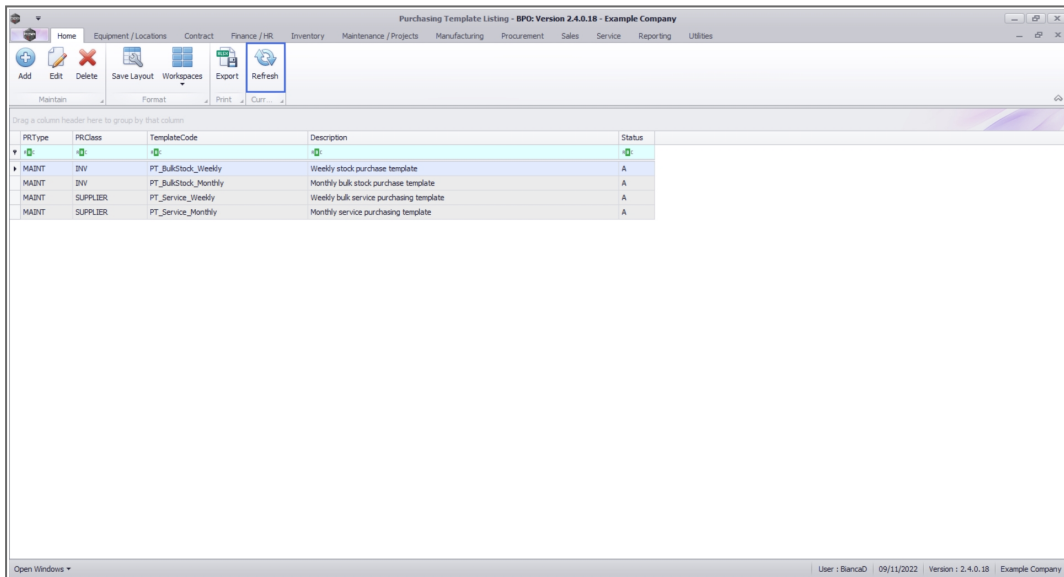 Purchasing Template Listing - BPO: Version 2.4.0.18 - Example Company
Home Equipment / Locations Contract Finance / HR Inventory Maintenance / Projects Manufacturing Procurement Sales Service Reporting Utilities
Add Edit Delete Save Layout Workspaces Export Refresh
Maintain Format Print Curr...
Drag a column header here to group by that column
PRType PRClass TemplateCode Description Status
MAINT INV PT_BulkStock_Weekly Weekly stock purchase template A
MAINT INV PT_BulkStock_Monthly Monthly bulk stock purchase template A
MAINT SUPPLIER PT_Service_Weekly Weekly bulk service purchasing template A
MAINT SUPPLIER PT_Service_Monthly Monthly service purchasing template A
Open Windows User : BiancaD 09/11/2022 Version : 2.4.0.18 Example Company